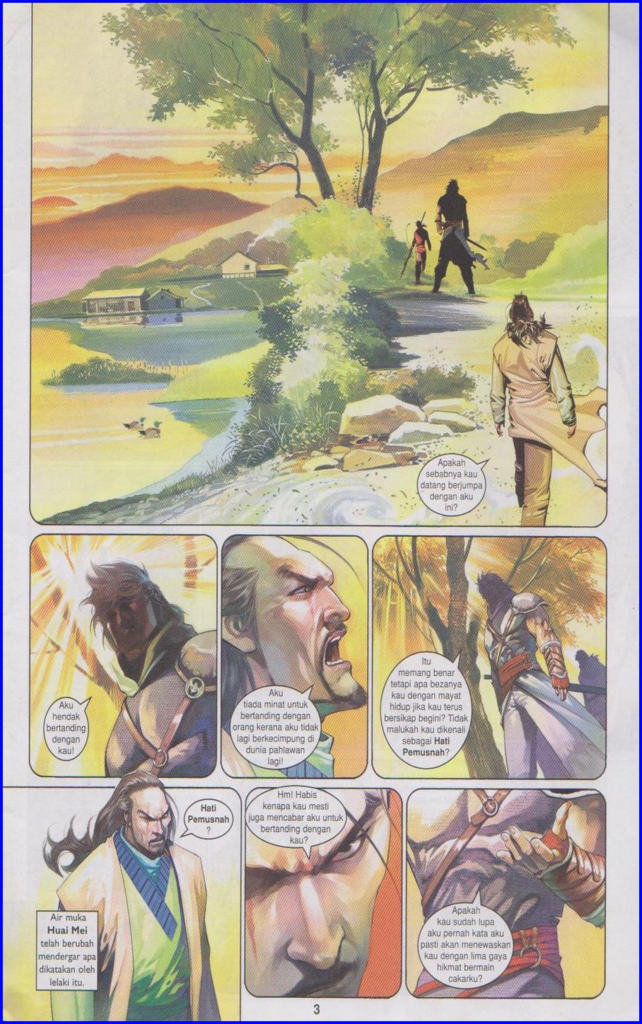 Apakah
sebabnya kau
datang berjumpa
dengan aku
ini?
Aku
hendak
bertanding
dengan
kau!
Aku
tiada minat untuk
bertanding dengan
orang kerana aku tidak
lagi berkecimpung di
dunia pahlawan
lagi!
Itu
memang benar
tetapi apa bezanya
kau dengan mayat
hidup jika kau terus
bersikap begini? Tidak
malukah kau dikenali
sebagai Hati
Pemusnah?
Hati
Pemusnah
?
Air muka
Huai Mei
telah berubah
mendergar apa
dikatakan oleh
lelaki itu.
Hm! Habis
kenapa kau mesti
juga mencabar aku untuk
bertanding dengan
kau?
Apakah
kau sudah lupa
aku pernah kata aku
pasti akan menewaskan
kau dengan lima gaya
hikmat bermain
cakarku?
3